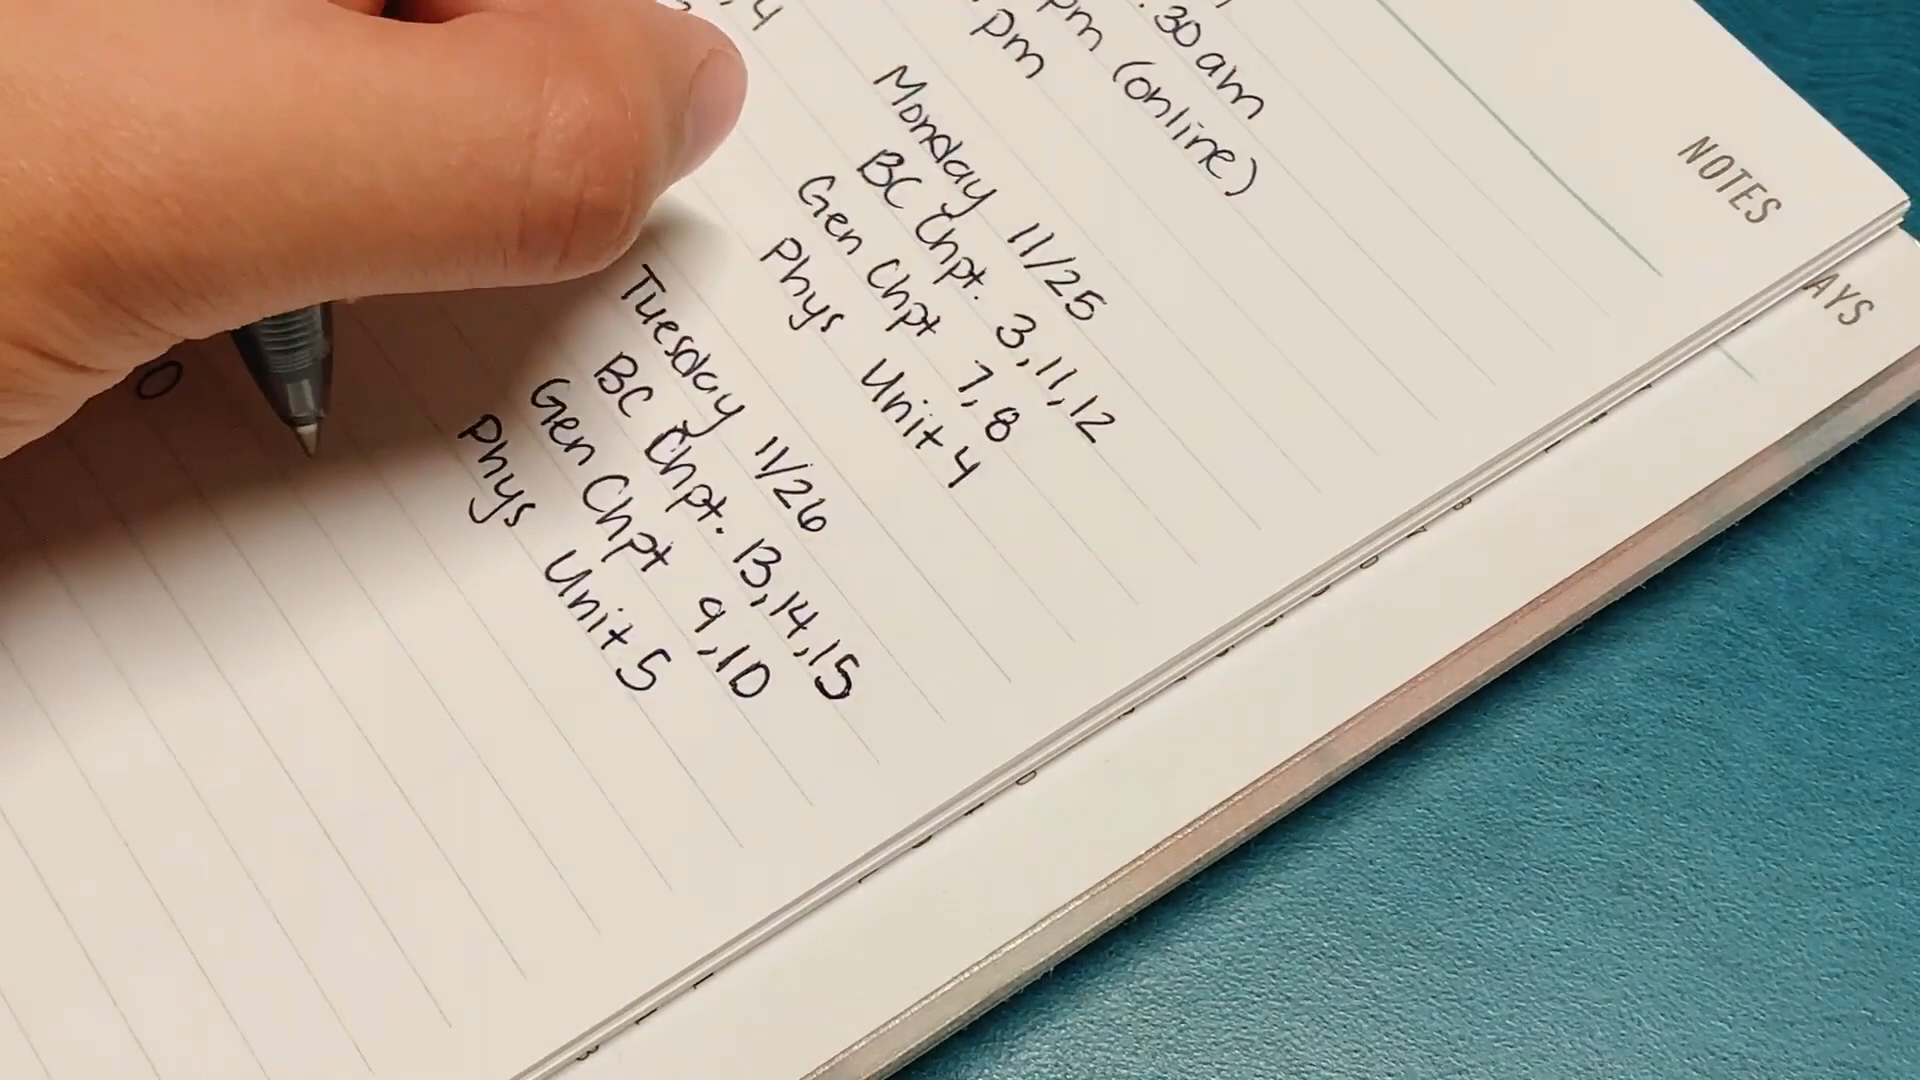 30 am
pm (online)
pm
Monday 11/25
BC Chpt. 3, 11, 12
Gen Chpt 7, 8
Phys Unit 4
Tuesday 11/26
BC Chpt. 13, 14, 15
Gen Chpt 9, 10
Phys Unit 5
NOTES
AYS